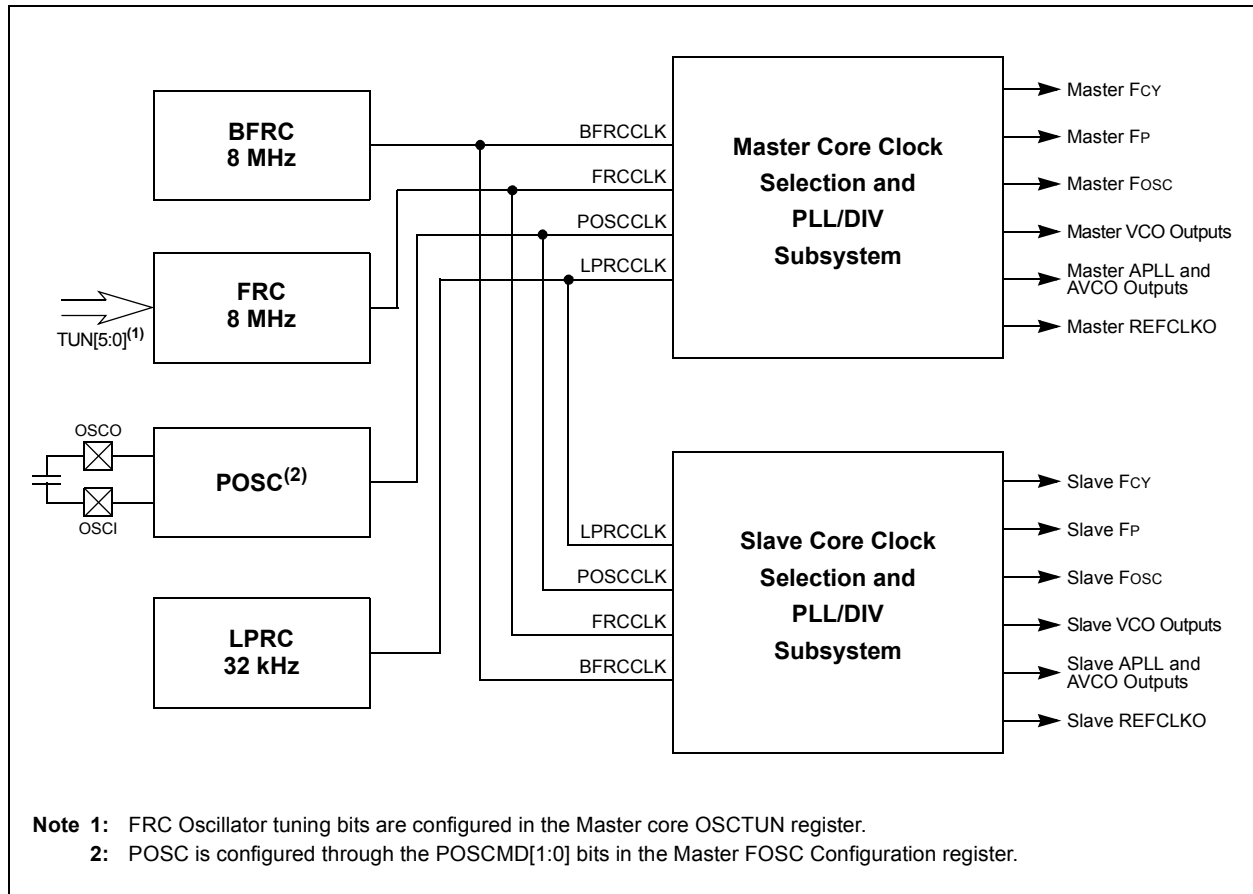 BFRC
8 MHz
FRC
8 MHz
TUN[5:0](1)
OSCO
OSCI
POSC(2)
LPRC
32 kHz
BFRCCLK
FRCCLK
POSCCLK
LPRCCLK
Master Core Clock
Selection and
PLL/DIV
Subsystem
Master FCY
Master FP
Master FOSC
Master VCO Outputs
Master APLL and
AVCO Outputs
Master REFCLKO
LPRCCLK
POSCCLK
FRCCLK
BFRCCLK
Slave Core Clock
Selection and
PLL/DIV
Subsystem
Slave FCY
Slave FP
Slave FOSC
Slave VCO Outputs
Slave APLL and
AVCO Outputs
Slave REFCLKO
Note 1: FRC Oscillator tuning bits are configured in the Master core OSCTUN register.
2: POSC is configured through the POSCMD[1:0] bits in the Master FOSC Configuration register.